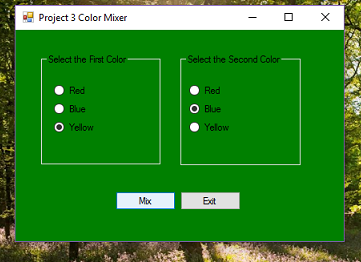 Project 3 Color Mixer
Select the First Color
Red
Blue
Yellow
Select the Second Color
Red
Blue
Yellow
Mix
Exit